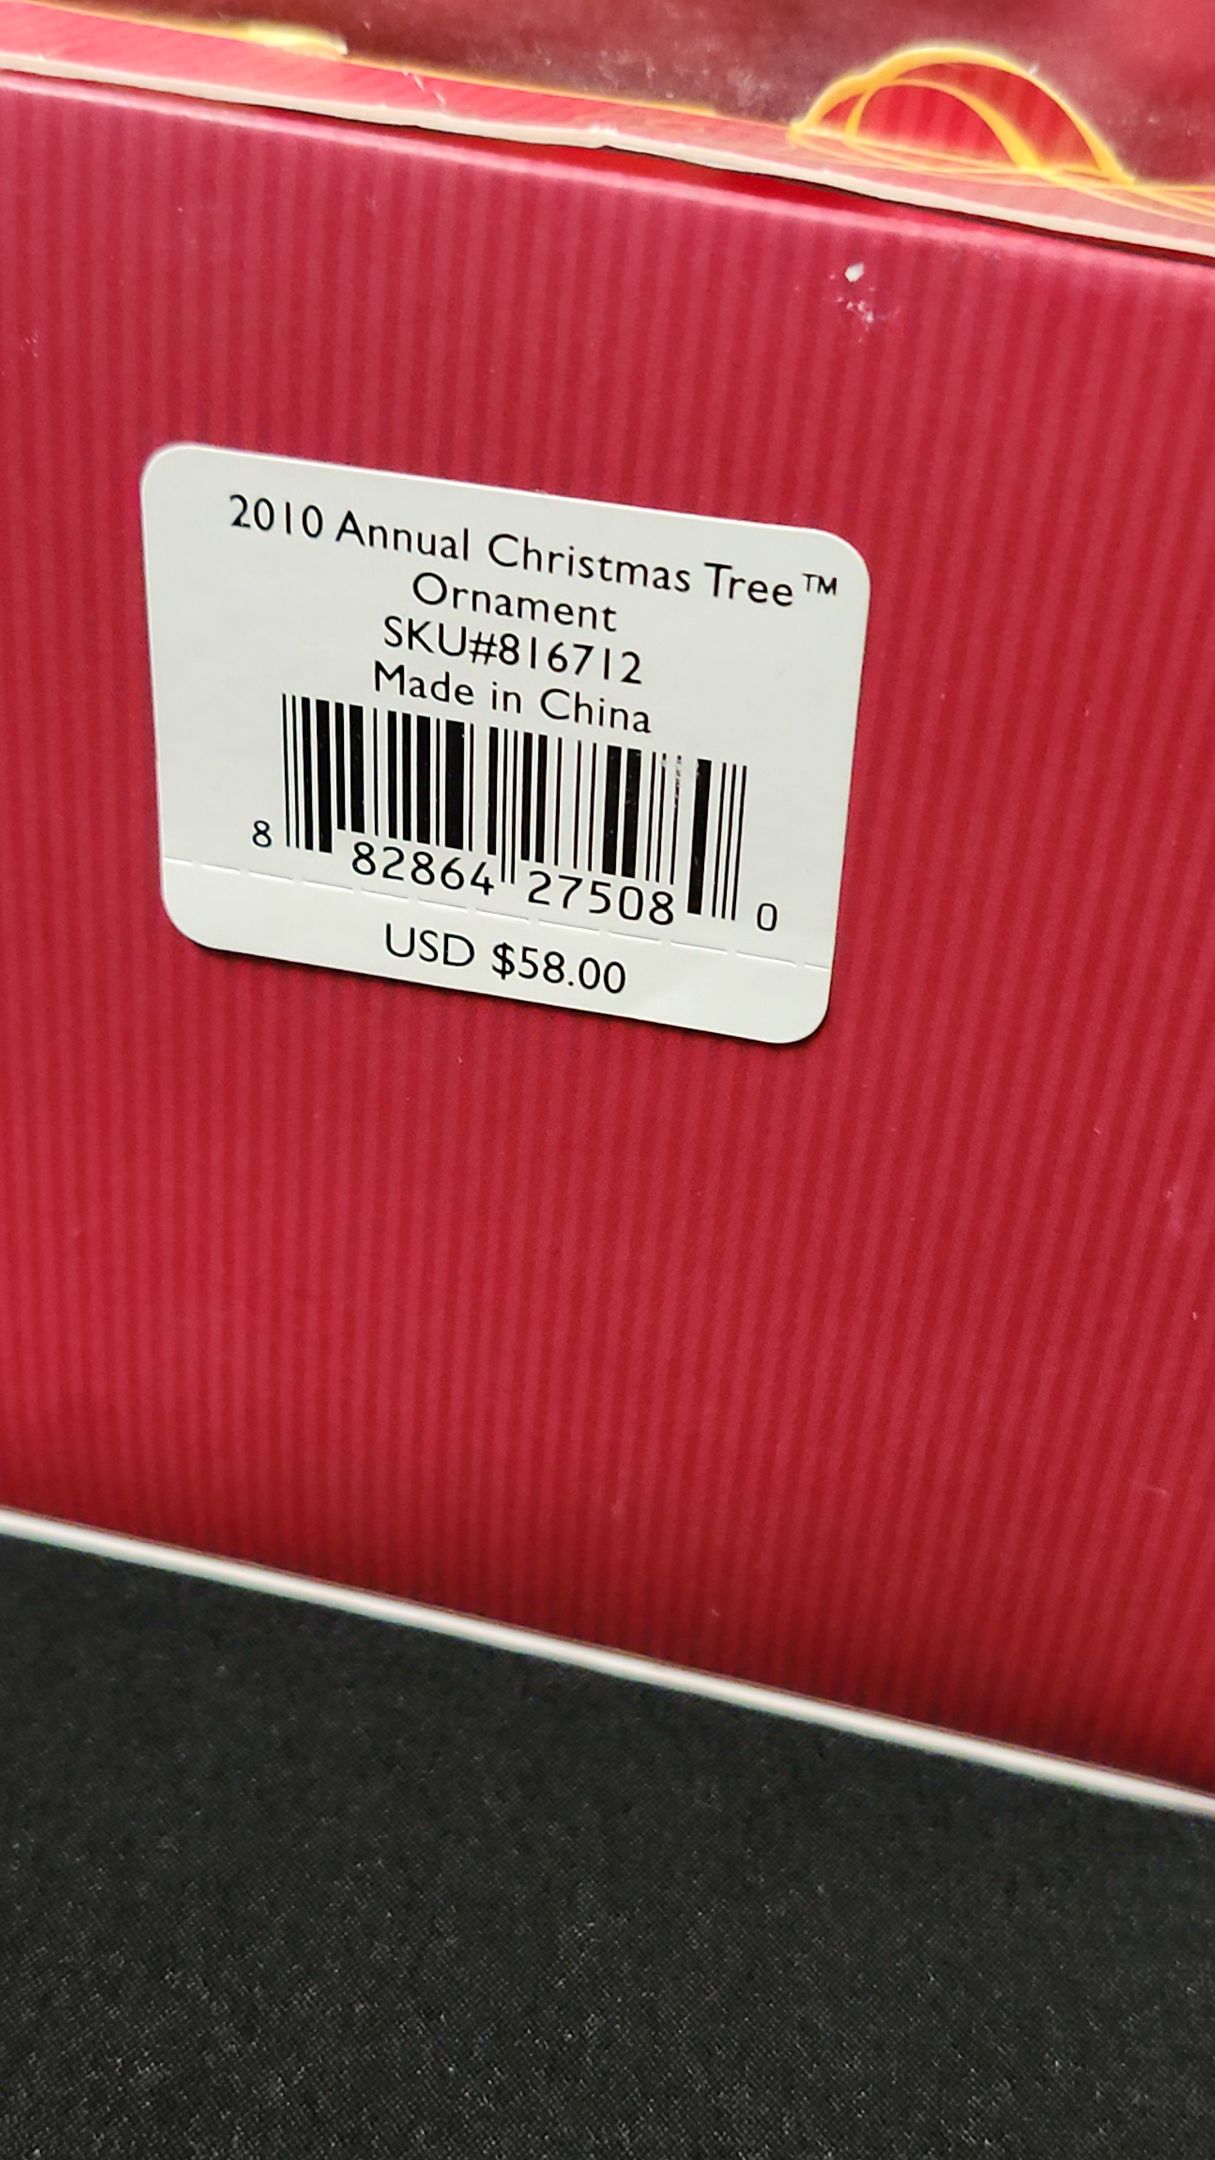 2010 Annual Christmas Tree™
Ornament
SKU#816712
Made in China
8 82864 27508 0
USD $58.00